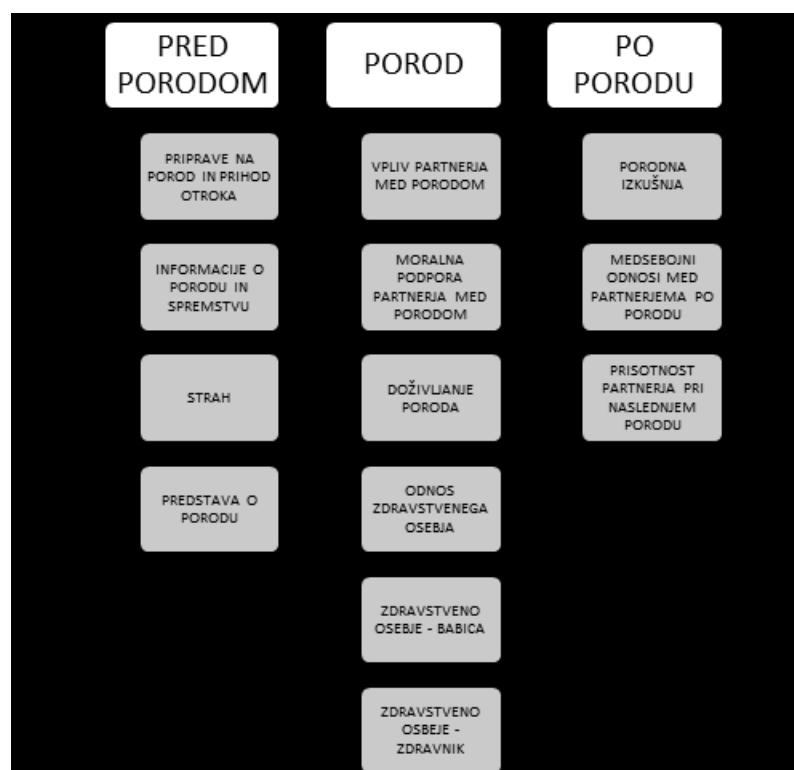 PRED
PORODOM
PRIPRAVE NA
POROD IN PRIHOD
OTROKA
INFORMACIJE O
PORODU IN
SPREMSTVU
STRAH
PREDSTAVA O
PORODU
POROD
VPLIV PARTNERJA
MED PORODOM
MORALNA
PODPORA
PARTNERJA MED
PORODOM
DOŽIVLJANJE
PORODA
ODNOS
ZDRAVSTVENEGA
OSEBJA
ZDRAVSTVENO
OSEBJE - BABICA
ZDRAVSTVENO
OSBEJE -
ZDRAVNIK
PO
PORODU
PORODNA
IZKUŠNJA
MEDSEBOJNI
ODNOSI MED
PARTNERJEMA PO
PORODU
PRISOTNOST
PARTNERJA PRI
NASLEDNJEM
PORODU